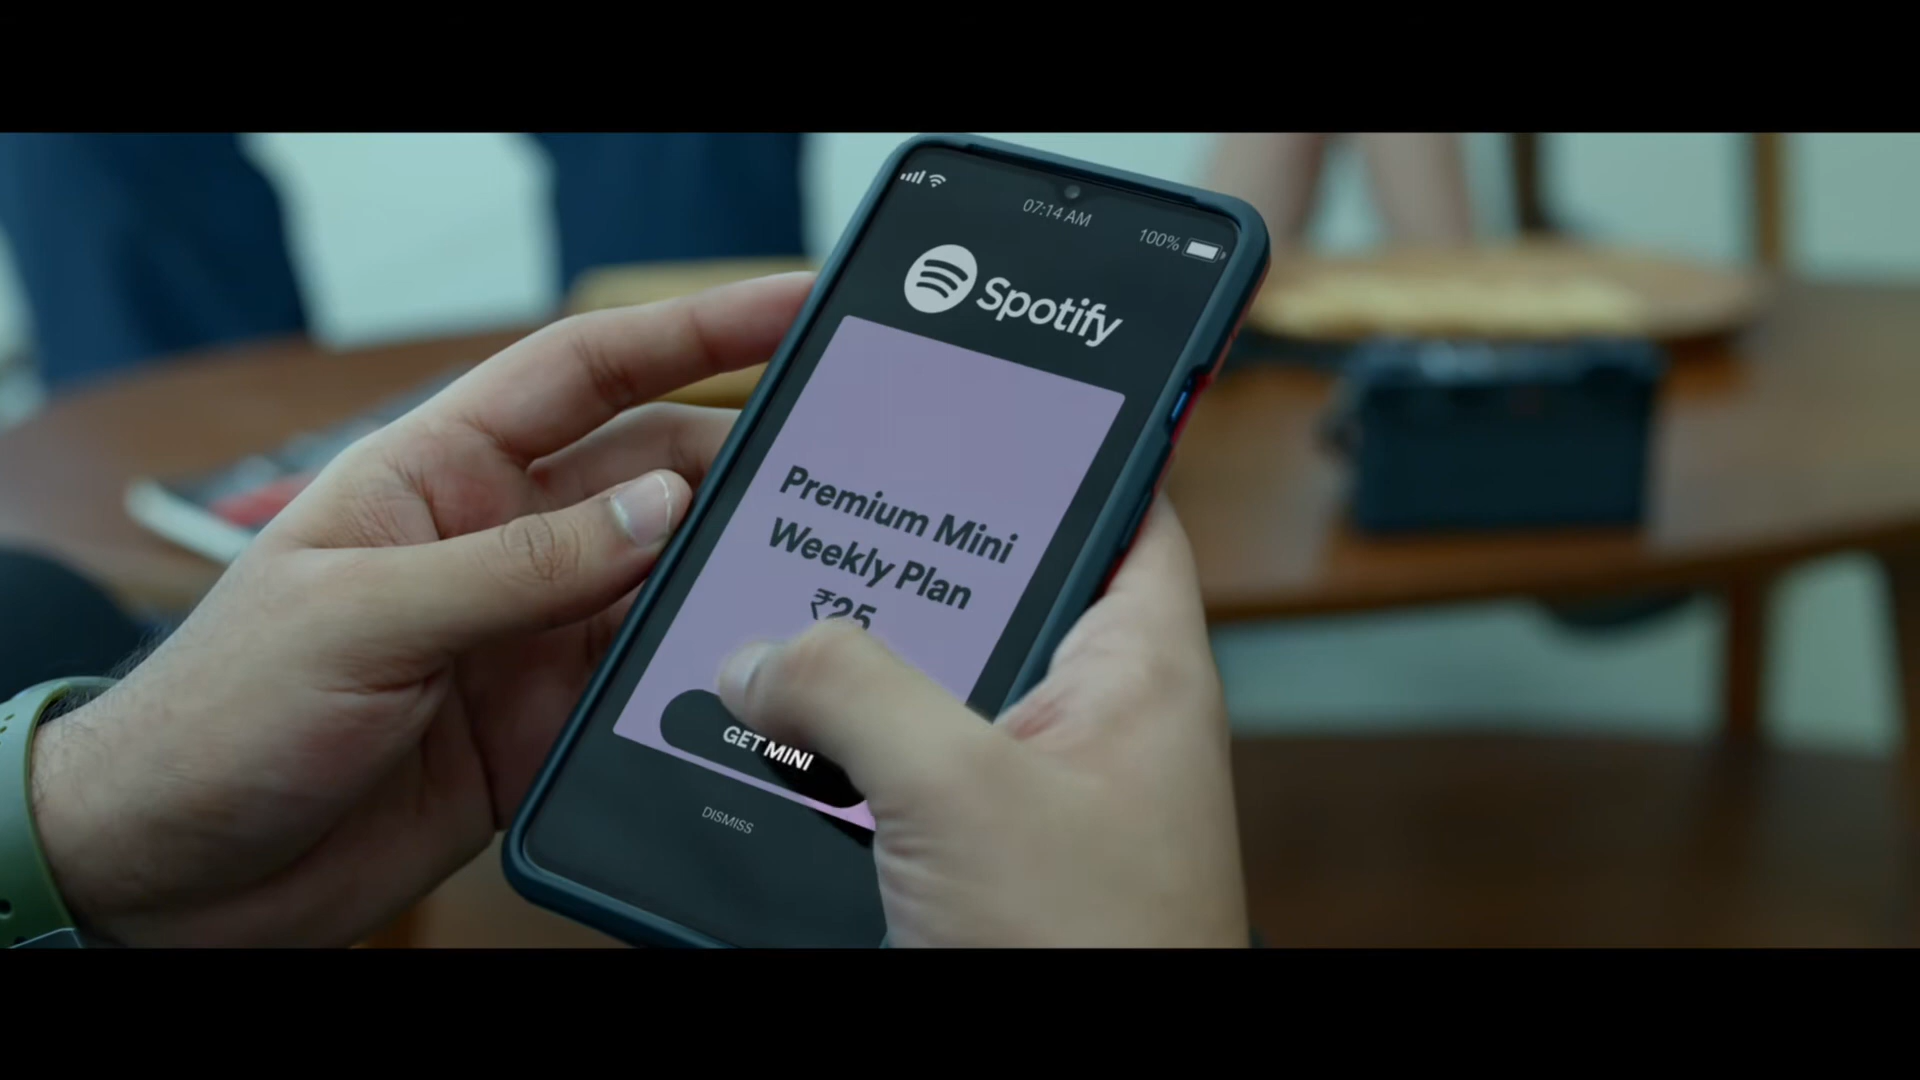 07:14 AM
100%
Spotify
Premium Mini
Weekly Plan
₹25
GET MINI
DISMISS